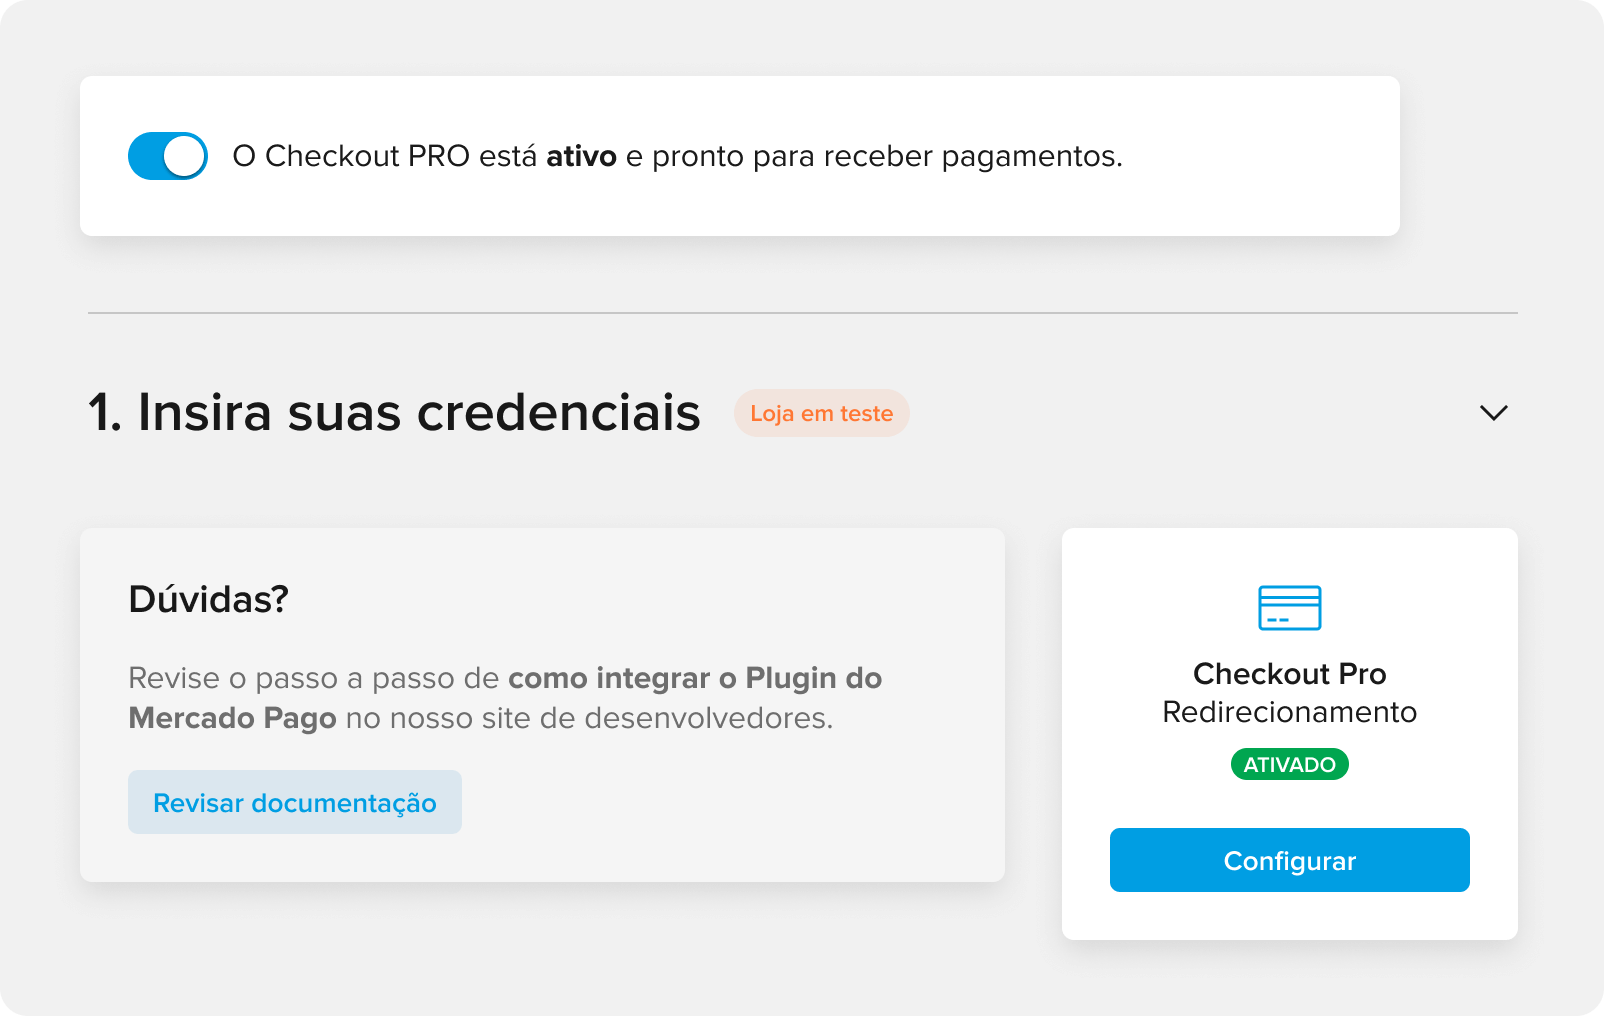 O Checkout PRO está ativo e pronto para receber pagamentos.
1. Insira suas credenciais
Loja em teste
Dúvidas?
Revise o passo a passo de como integrar o Plugin do
Mercado Pago no nosso site de desenvolvedores.
Revisar documentação
Checkout Pro
Redirecionamento
ATIVADO
Configurar